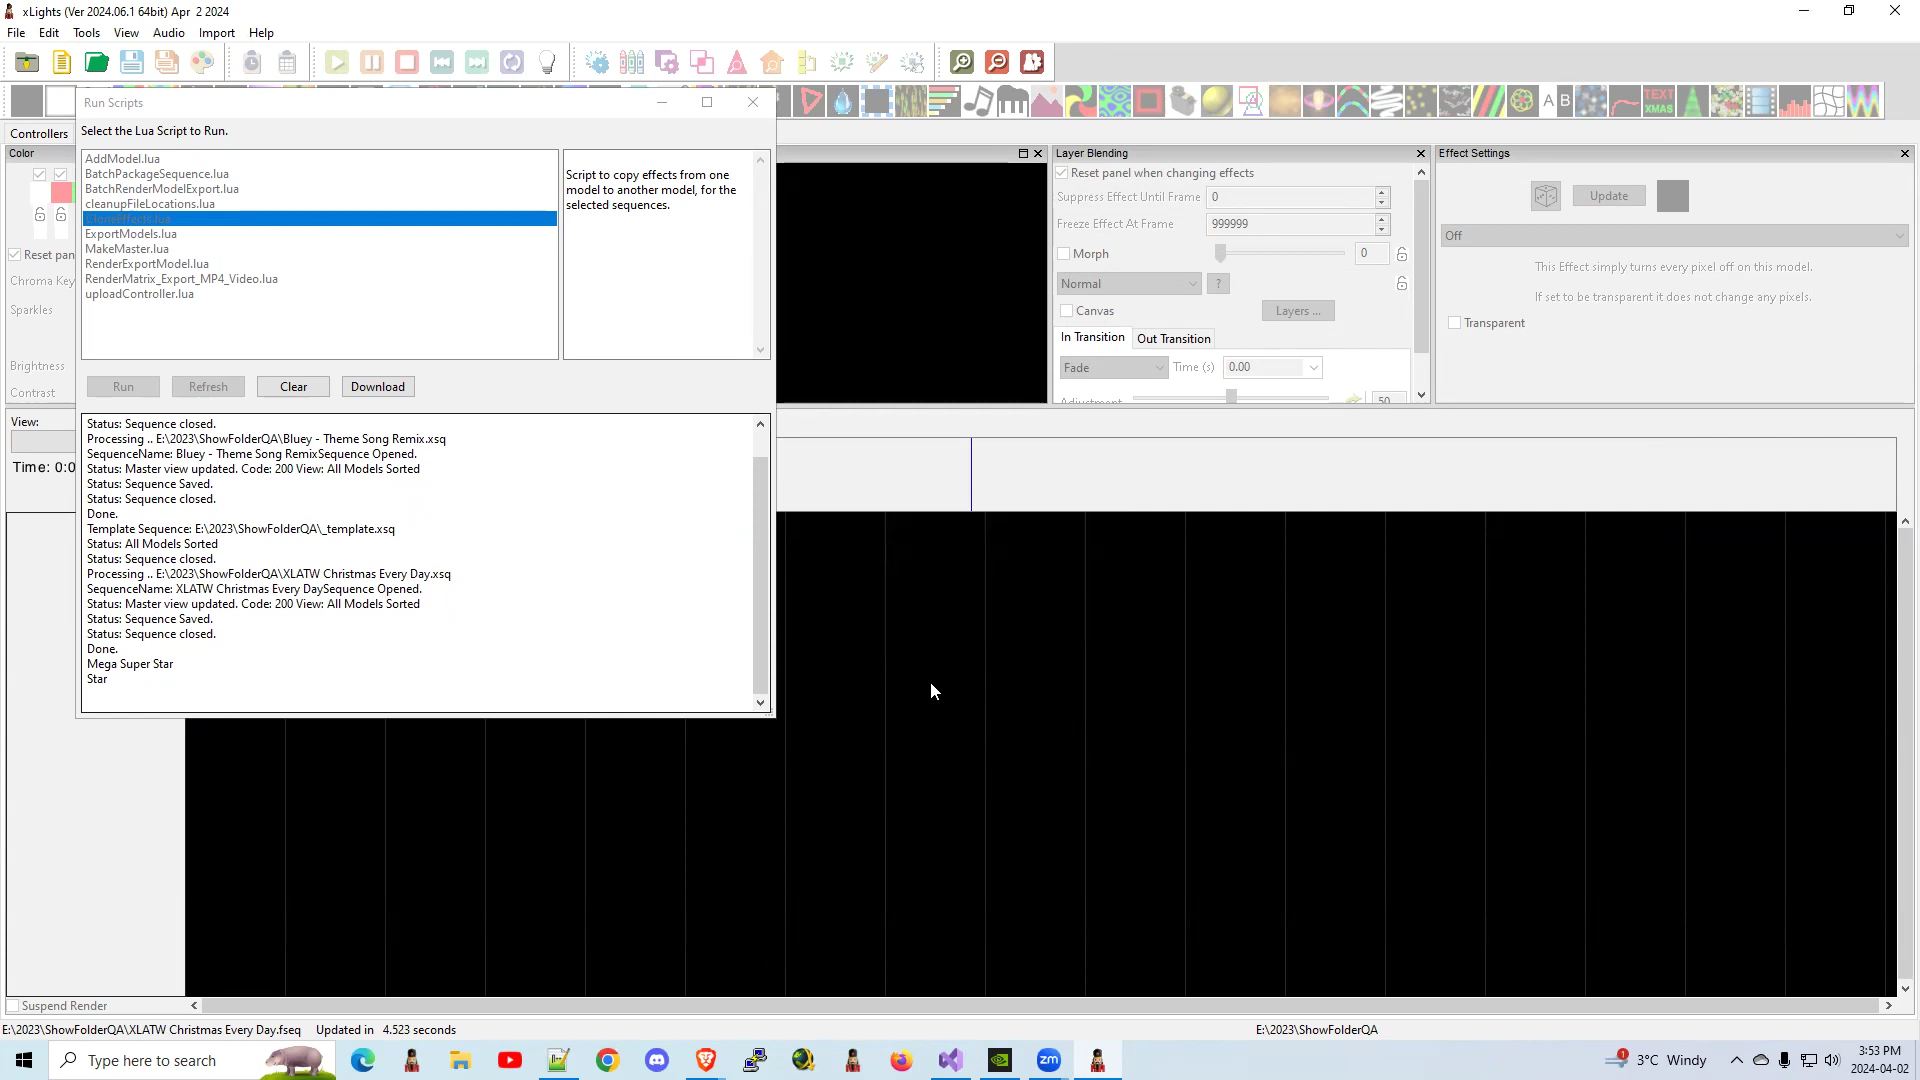 xLights (Ver 2024.06.1 64bit) Apr 2 2024
File Edit Tools View Audio Import Help
Run Scripts
Select the Lua Script to Run.
AddModel.lua
BatchPackageSequence.lua
BatchRenderModelExport.lua
cleanupFileLocations.lua
CloneEffects.lua
ExportModels.lua
MakeMaster.lua
RenderExportModel.lua
RenderMatrix_Export_MP4_Video.lua
uploadController.lua
Script to copy effects from one
model to another model, for the
selected sequences.
Run Refresh Clear Download
Status: Sequence closed.
Processing .. E:\2023\ShowFolderQA\Bluey - Theme Song Remix.xsq
SequenceName: Bluey - Theme Song RemixSequence Opened.
Status: Master view updated. Code: 200 View: All Models Sorted
Status: Sequence Saved.
Status: Sequence closed.
Done.
Template Sequence: E:\2023\ShowFolderQA\_template.xsq
Status: All Models Sorted
Status: Sequence closed.
Processing .. E:\2023\ShowFolderQA\XLATW Christmas Every Day.xsq
SequenceName: XLATW Christmas Every DaySequence Opened.
Status: Master view updated. Code: 200 View: All Models Sorted
Status: Sequence Saved.
Status: Sequence closed.
Done.
Mega Super Star
Star
Controllers
Color
Reset pan
Chroma Key
Sparkles
Brightness
Contrast
View:
Time: 0:0
A B
TEXT
XMAS
Layer Blending
Reset panel when changing effects
Suppress Effect Until Frame 0
Freeze Effect At Frame 999999
Morph 0
Normal ?
Canvas Layers ...
In Transition Out Transition
Fade Time (s) 0.00
Adjustment 50
Effect Settings
Update
Off
This Effect simply turns every pixel off on this model.
If set to be transparent it does not change any pixels.
Transparent
Suspend Render
E:\2023\ShowFolderQA\XLATW Christmas Every Day.fseq Updated in 4.523 seconds E:\2023\ShowFolderQA
Type here to search
zm
1
3°C Windy
3:53 PM
2024-04-02